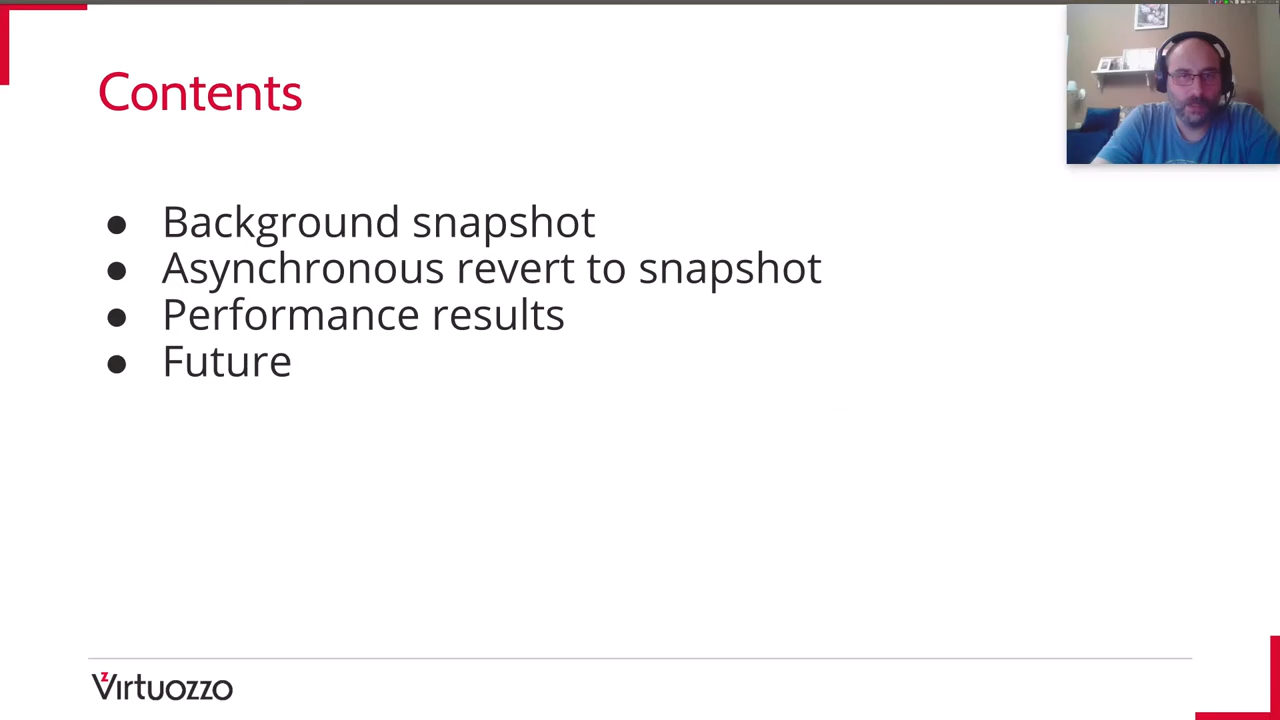 Contents
● Background snapshot
● Asynchronous revert to snapshot
● Performance results
● Future
Virtuozzo